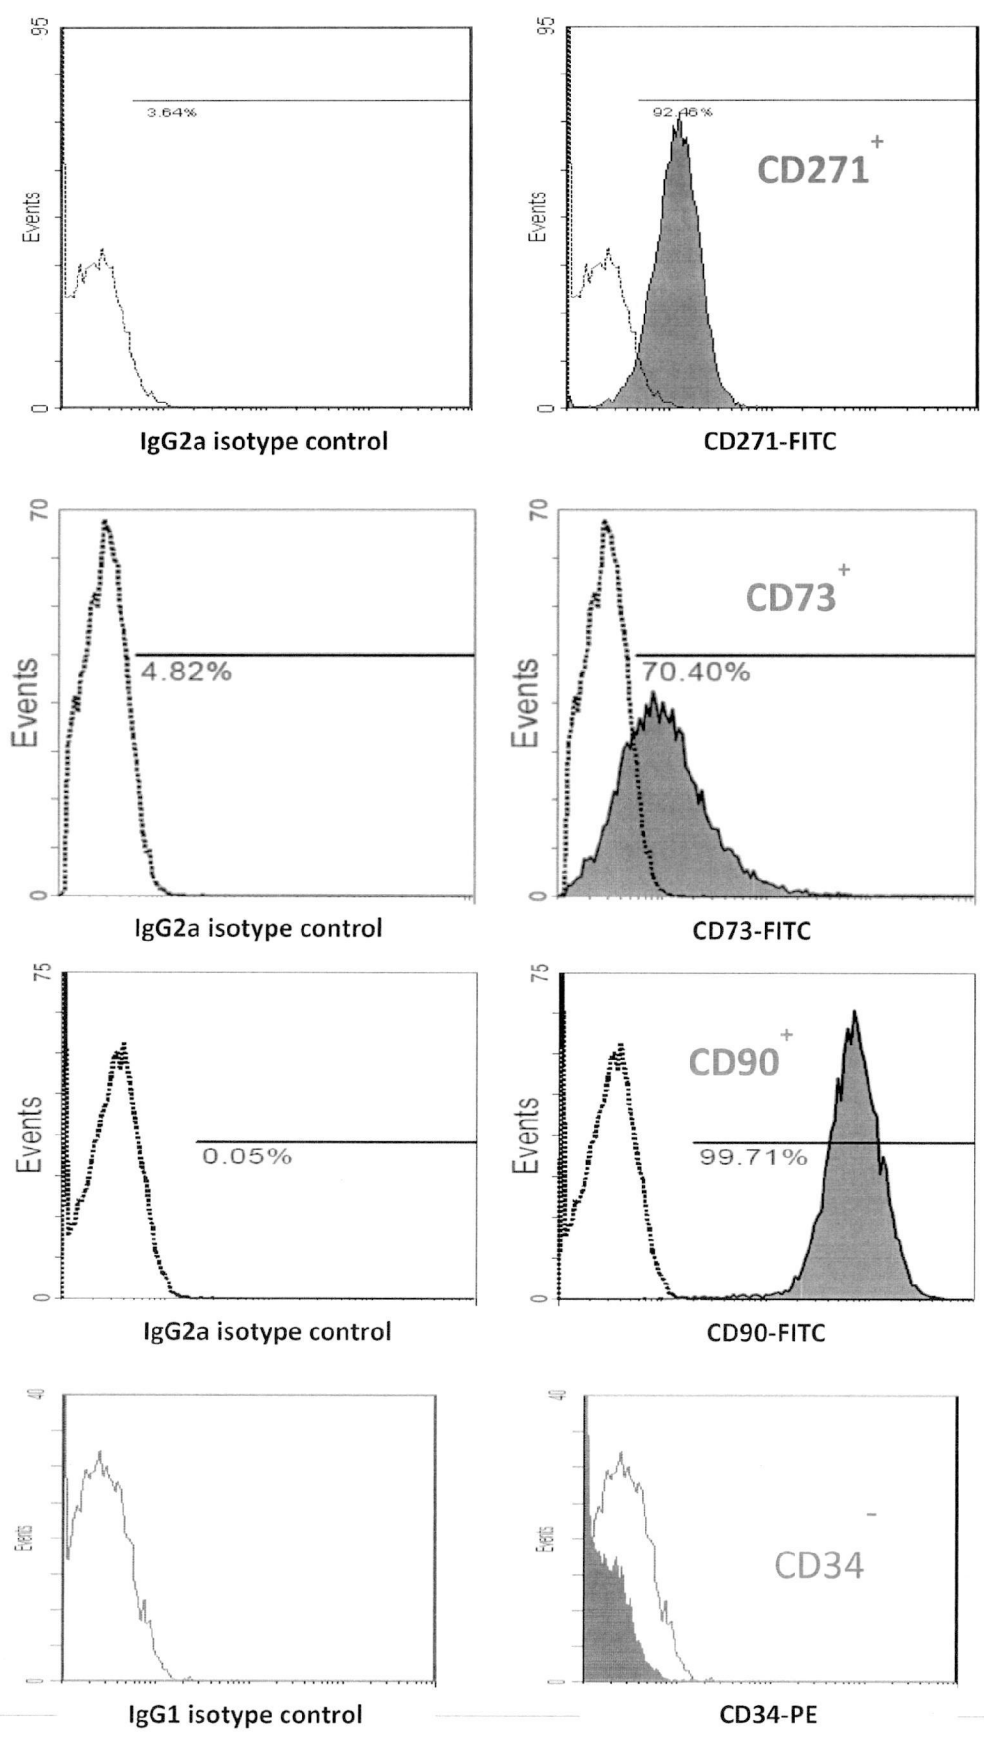 95
Events
3.64%
0
IgG2a isotype control
95
Events
92.46%
CD271+
0
CD271-FITC
70
Events
4.82%
0
IgG2a isotype control
70
Events
CD73+
70.40%
0
CD73-FITC
75
Events
0.05%
0
IgG2a isotype control
75
Events
CD90+
99.71%
0
CD90-FITC
40
Events
0
IgG1 isotype control
40
Events
CD34-
0
CD34-PE